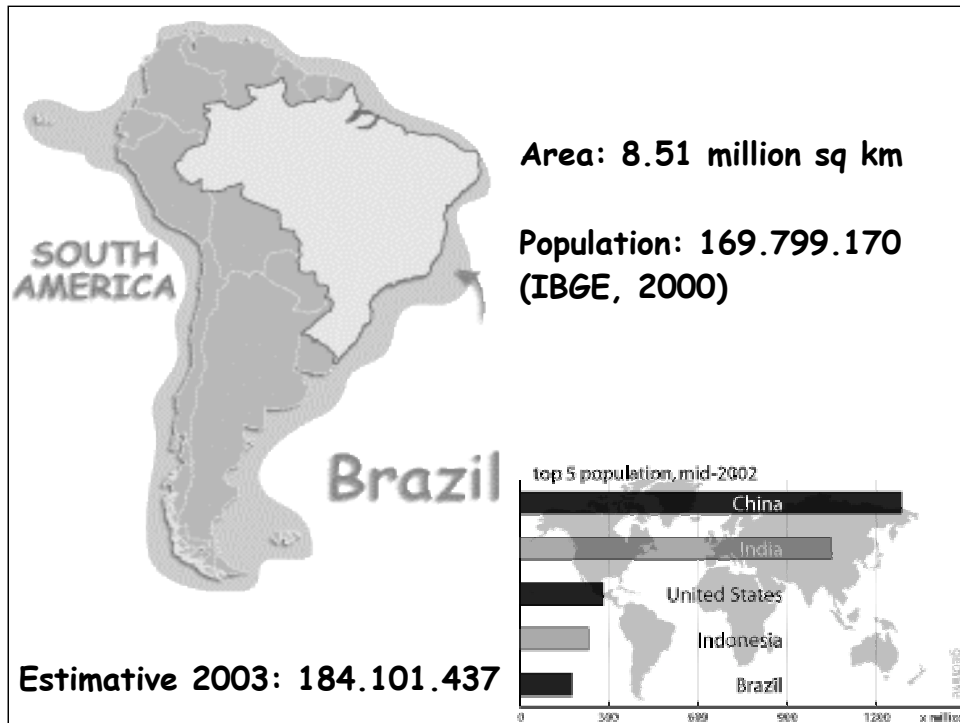 Area: 8.51 million sq km
Population: 169.799.170
(IBGE, 2000)
SOUTH
AMERICA
Brazil
top 5 population, mid-2002
China
India
United States
Indonesia
Brazil
0 300 600 900 1200
Estimative 2003: 184.101.437